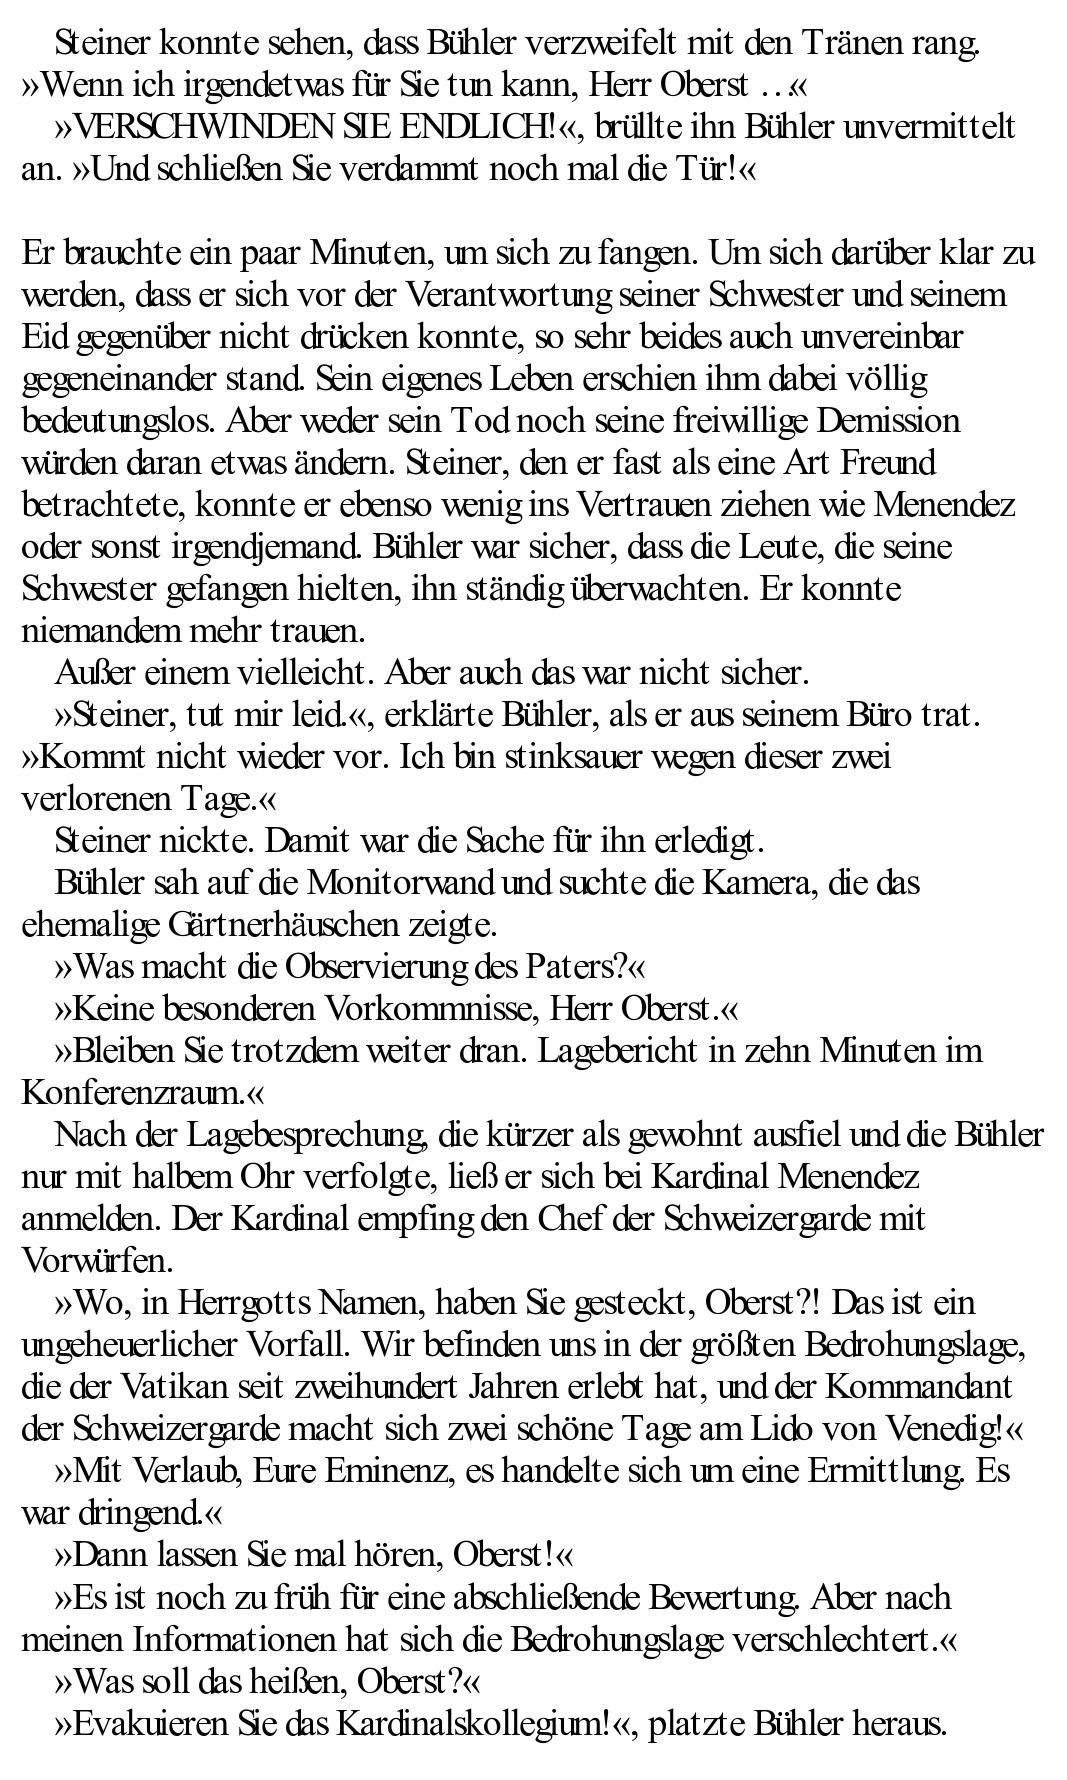 Steiner konnte sehen, dass Bühler verzweifelt mit den Tränen rang.
»Wenn ich irgendetwas für Sie tun kann, Herr Oberst …«
»VERSCHWINDEN SIE ENDLICH!«, brüllte ihn Bühler unvermittelt
an. »Und schließen Sie verdammt noch mal die Tür!«
Er brauchte ein paar Minuten, um sich zu fangen. Um sich darüber klar zu
werden, dass er sich vor der Verantwortung seiner Schwester und seinem
Eid gegenüber nicht drücken konnte, so sehr beides auch unvereinbar
gegeneinander stand. Sein eigenes Leben erschien ihm dabei völlig
bedeutungslos. Aber weder sein Tod noch seine freiwillige Demission
würden daran etwas ändern. Steiner, den er fast als eine Art Freund
betrachtete, konnte er ebenso wenig ins Vertrauen ziehen wie Menendez
oder sonst irgendjemand. Bühler war sicher, dass die Leute, die seine
Schwester gefangen hielten, ihn ständig überwachten. Er konnte
niemandem mehr trauen.
Außer einem vielleicht. Aber auch das war nicht sicher.
»Steiner, tut mir leid.«, erklärte Bühler, als er aus seinem Büro trat.
»Kommt nicht wieder vor. Ich bin stinksauer wegen dieser zwei
verlorenen Tage.«
Steiner nickte. Damit war die Sache für ihn erledigt.
Bühler sah auf die Monitorwand und suchte die Kamera, die das
ehemalige Gärtnerhäuschen zeigte.
»Was macht die Observierung des Paters?«
»Keine besonderen Vorkommnisse, Herr Oberst.«
»Bleiben Sie trotzdem weiter dran. Lagebericht in zehn Minuten im
Konferenzraum.«
Nach der Lagebesprechung, die kürzer als gewohnt ausfiel und die Bühler
nur mit halbem Ohr verfolgte, ließ er sich bei Kardinal Menendez
anmelden. Der Kardinal empfing den Chef der Schweizergarde mit
Vorwürfen.
»Wo, in Herrgotts Namen, haben Sie gesteckt, Oberst?! Das ist ein
ungeheuerlicher Vorfall. Wir befinden uns in der größten Bedrohungslage,
die der Vatikan seit zweihundert Jahren erlebt hat, und der Kommandant
der Schweizergarde macht sich zwei schöne Tage am Lido von Venedig!«
»Mit Verlaub, Eure Eminenz, es handelte sich um eine Ermittlung. Es
war dringend.«
»Dann lassen Sie mal hören, Oberst!«
»Es ist noch zu früh für eine abschließende Bewertung. Aber nach
meinen Informationen hat sich die Bedrohungslage verschlechtert.«
»Was soll das heißen, Oberst?«
»Evakuieren Sie das Kardinalskollegium!«, platzte Bühler heraus.